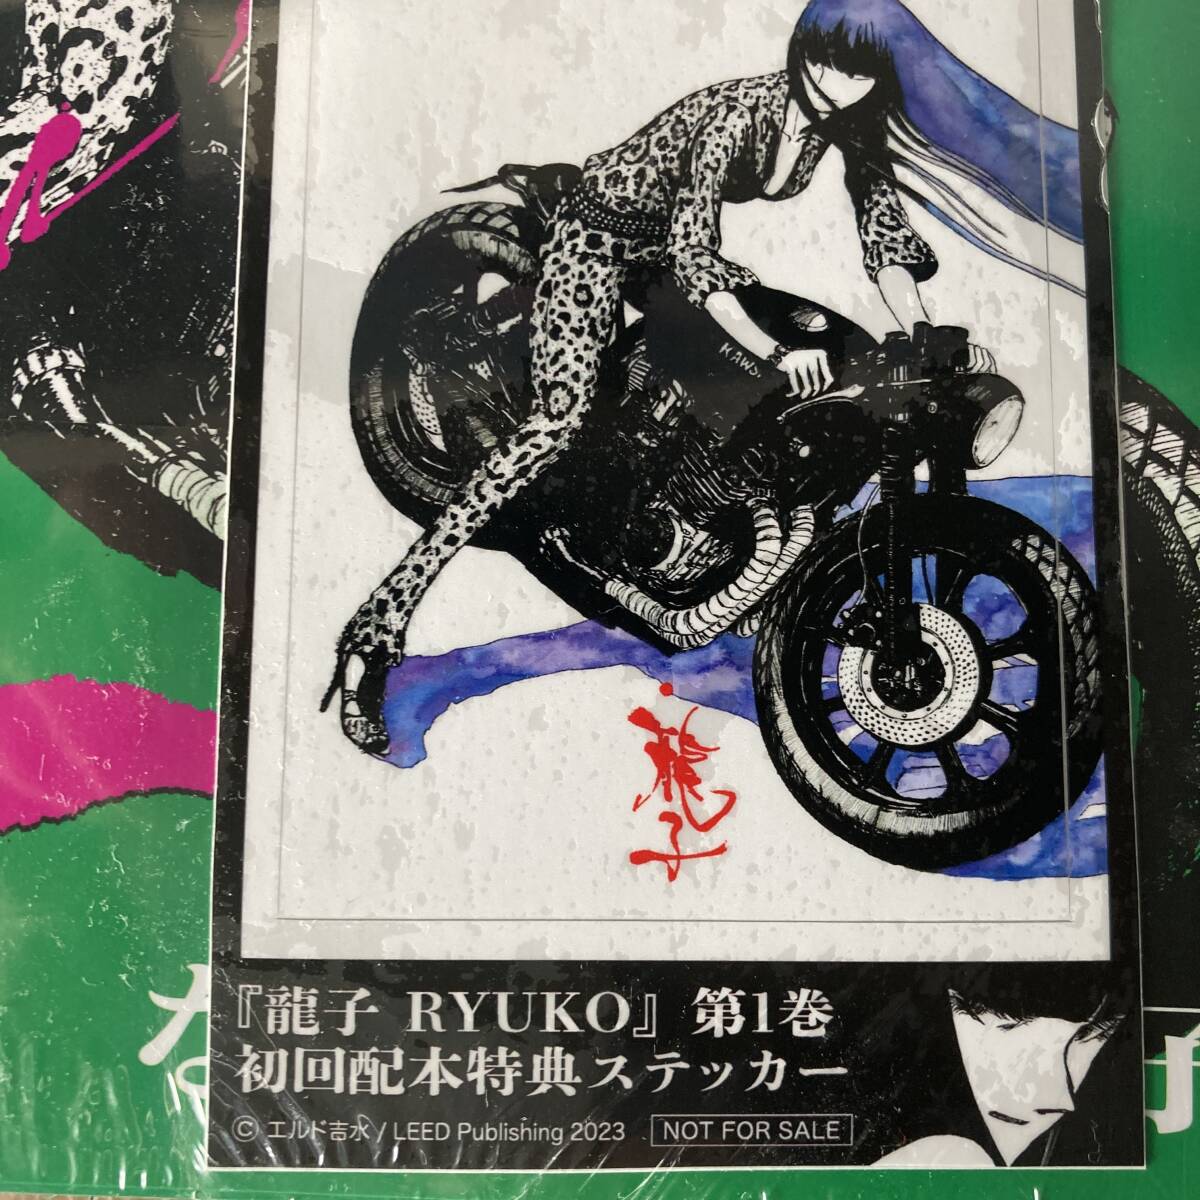 KAWS
龍子
『龍子 RYUKO』第1巻
初回配本特典ステッカー
© エルド吉水 / LEED Publishing 2023 NOT FOR SALE
子